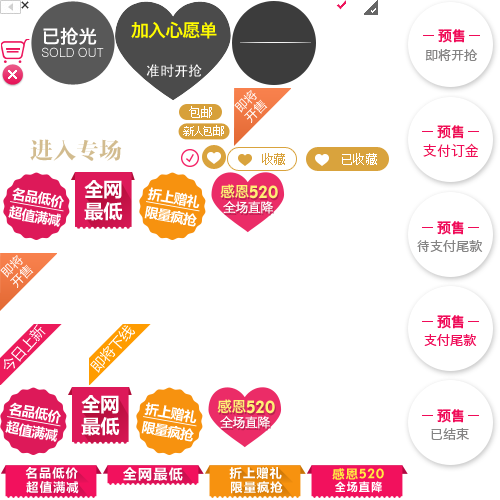 已抢光
SOLD OUT
加入心愿单
准时开抢
预售
即将开抢
包邮
新人包邮
即将
开售
进入专场
收藏
已收藏
预售
支付订金
名品低价
超值满减
全网
最低
折上赠礼
限量疯抢
感恩520
全场直降
预售
待支付尾款
即将
开售
今日上新
即将下线
预售
支付尾款
名品低价
超值满减
全网
最低
折上赠礼
限量疯抢
感恩520
全场直降
预售
已结束
名品低价
超值满减
全网最低
折上赠礼
限量疯抢
感恩520
全场直降